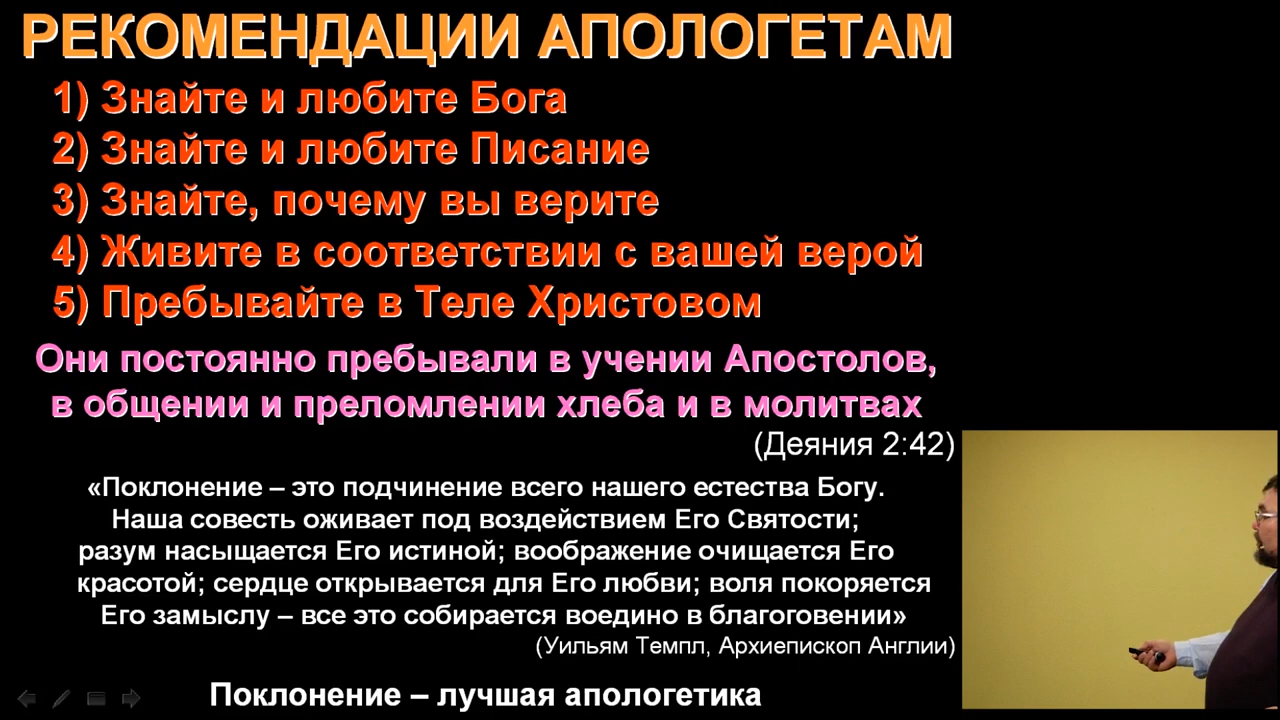 РЕКОМЕНДАЦИИ АПОЛОГЕТАМ
1) Знайте и любите Бога
2) Знайте и любите Писание
3) Знайте, почему вы верите
4) Живите в соответствии с вашей верой
5) Пребывайте в Теле Христовом
Они постоянно пребывали в учении Апостолов,
в общении и преломлении хлеба и в молитвах
(Деяния 2:42)
«Поклонение – это подчинение всего нашего естества Богу.
Наша совесть оживает под воздействием Его Святости;
разум насыщается Его истиной; воображение очищается Его
красотой; сердце открывается для Его любви; воля покоряется
Его замыслу – все это собирается воедино в благоговении»
(Уильям Темпл, Архиепископ Англии)
Поклонение – лучшая апологетика